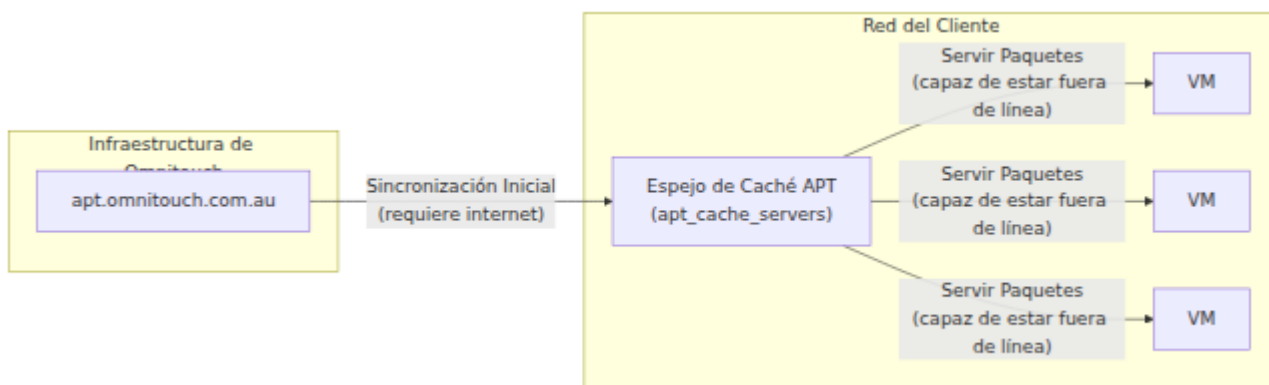 Infraestructura de
Omnitouch
apt.omnitouch.com.au
Sincronización Inicial
(requiere internet)
Red del Cliente
Espejo de Caché APT
(apt_cache_servers)
Servir Paquetes
(capaz de estar fuera
de línea)
VM
Servir Paquetes
(capaz de estar fuera
de línea)
VM
Servir Paquetes
(capaz de estar fuera
de línea)
VM